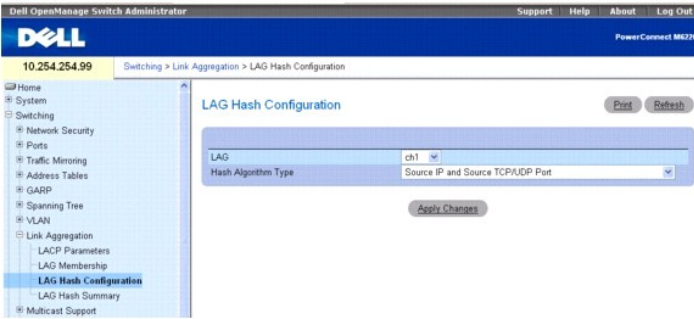 Dell OpenManage Switch Administrator
Support Help About Log Out
DELL
PowerConnect M6220
10.254.254.99
Switching > Link Aggregation > LAG Hash Configuration
Home
System
Switching
Network Security
Ports
Traffic Mirroring
Address Tables
GARP
Spanning Tree
VLAN
Link Aggregation
LACP Parameters
LAG Membership
LAG Hash Configuration
LAG Hash Summary
Multicast Support
LAG Hash Configuration
Print Refresh
LAG ch1
Hash Algorithm Type Source IP and Source TCP/UDP Port
Apply Changes